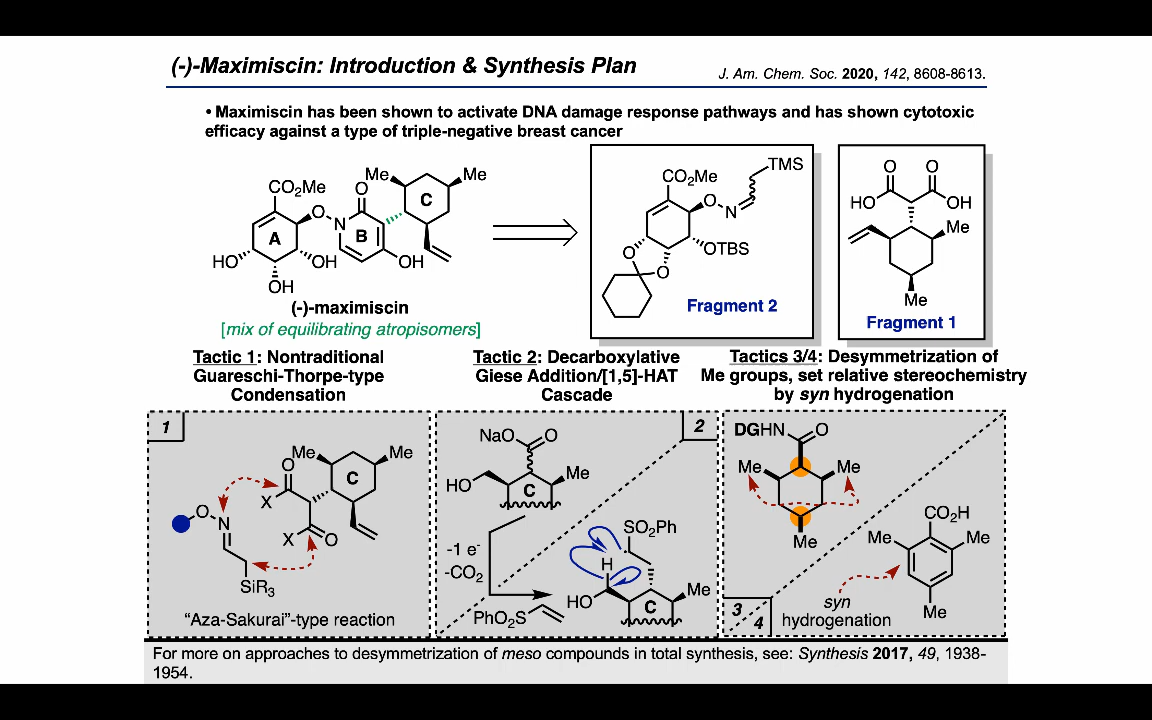 (-)-Maximiscin: Introduction & Synthesis Plan
J. Am. Chem. Soc. 2020, 142, 8608-8613.
• Maximiscin has been shown to activate DNA damage response pathways and has shown cytotoxic
efficacy against a type of triple-negative breast cancer
CO2Me
O
N
O
Me
Me
A
B
C
HO
OH
OH
OH
(-)-maximiscin
[mix of equilibrating atropisomers]
CO2Me
TMS
O
N
OTBS
O
O
Fragment 2
O
O
HO
OH
Me
Me
Fragment 1
Tactic 1: Nontraditional
Guareschi-Thorpe-type
Condensation
Tactic 2: Decarboxylative
Giese Addition/[1,5]-HAT
Cascade
Tactics 3/4: Desymmetrization of
Me groups, set relative stereochemistry
by syn hydrogenation
1
O
Me
Me
C
X
O
N
X
O
SiR3
“Aza-Sakurai”-type reaction
2
NaO
O
HO
Me
C
-1 e-
-CO2
PhO2S
SO2Ph
H
HO
Me
C
DGHN
O
Me
Me
Me
CO2H
Me
Me
Me
syn
hydrogenation
3
4
For more on approaches to desymmetrization of meso compounds in total synthesis, see: Synthesis 2017, 49, 1938-
1954.